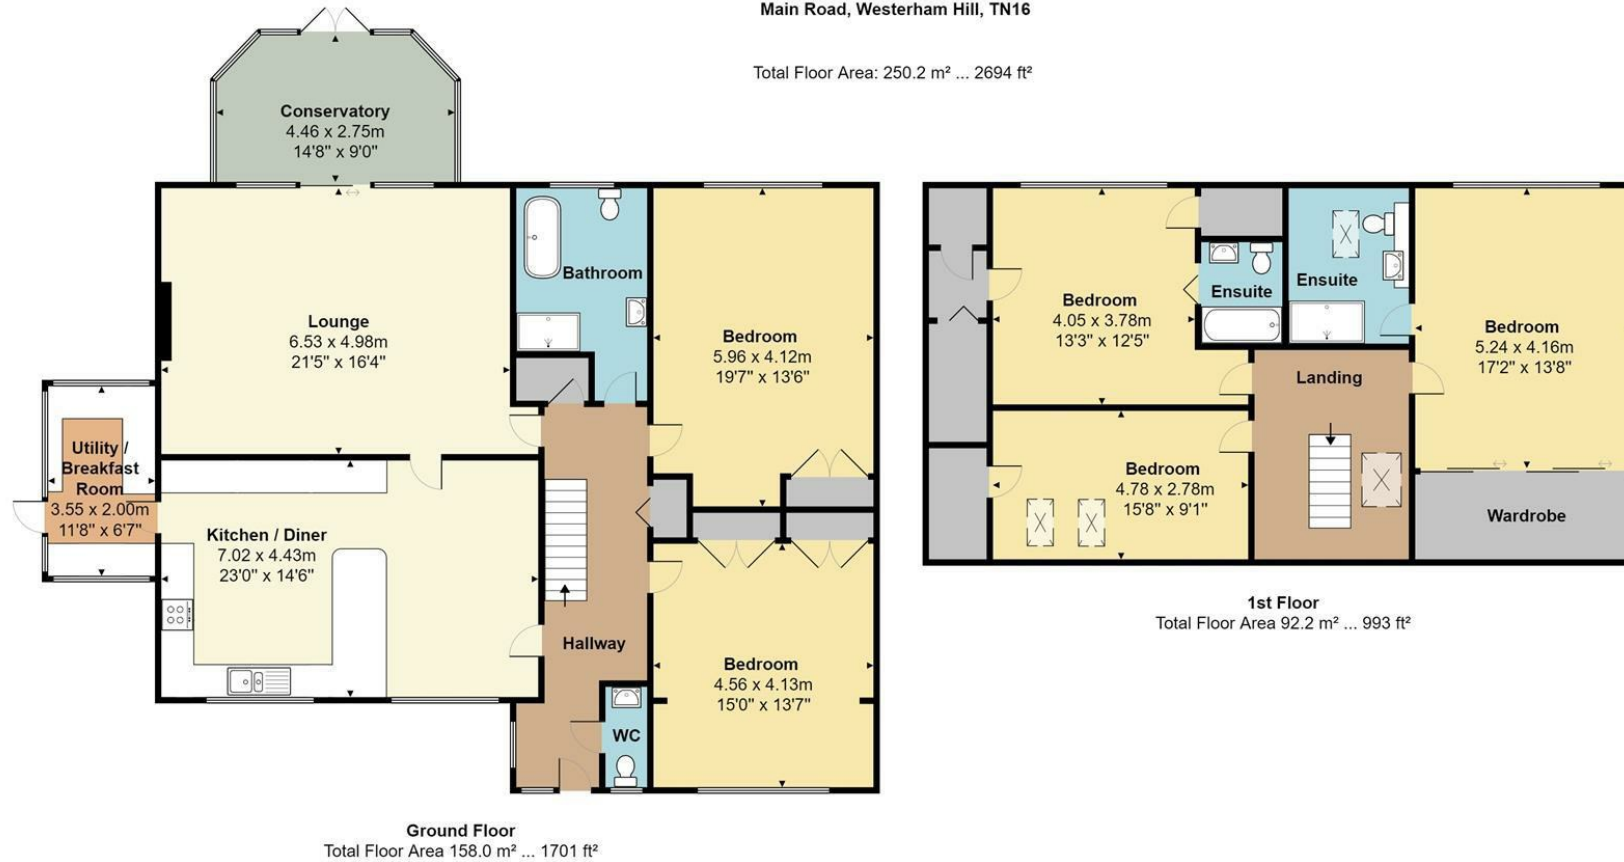 Main Road, Westerham Hill, TN16
Total Floor Area: 250.2 m² ... 2694 ft²
Conservatory
4.46 x 2.75m
14'8" x 9'0"
Lounge
6.53 x 4.98m
21'5" x 16'4"
Bathroom
Bedroom
5.96 x 4.12m
19'7" x 13'6"
Utility /
Breakfast
Room
3.55 x 2.00m
11'8" x 6'7"
Kitchen / Diner
7.02 x 4.43m
23'0" x 14'6"
Hallway
WC
Bedroom
4.56 x 4.13m
15'0" x 13'7"
Ground Floor
Total Floor Area 158.0 m² ... 1701 ft²
Bedroom
4.05 x 3.78m
13'3" x 12'5"
Ensuite
Ensuite
Bedroom
5.24 x 4.16m
17'2" x 13'8"
Landing
Bedroom
4.78 x 2.78m
15'8" x 9'1"
Wardrobe
1st Floor
Total Floor Area 92.2 m² ... 993 ft²